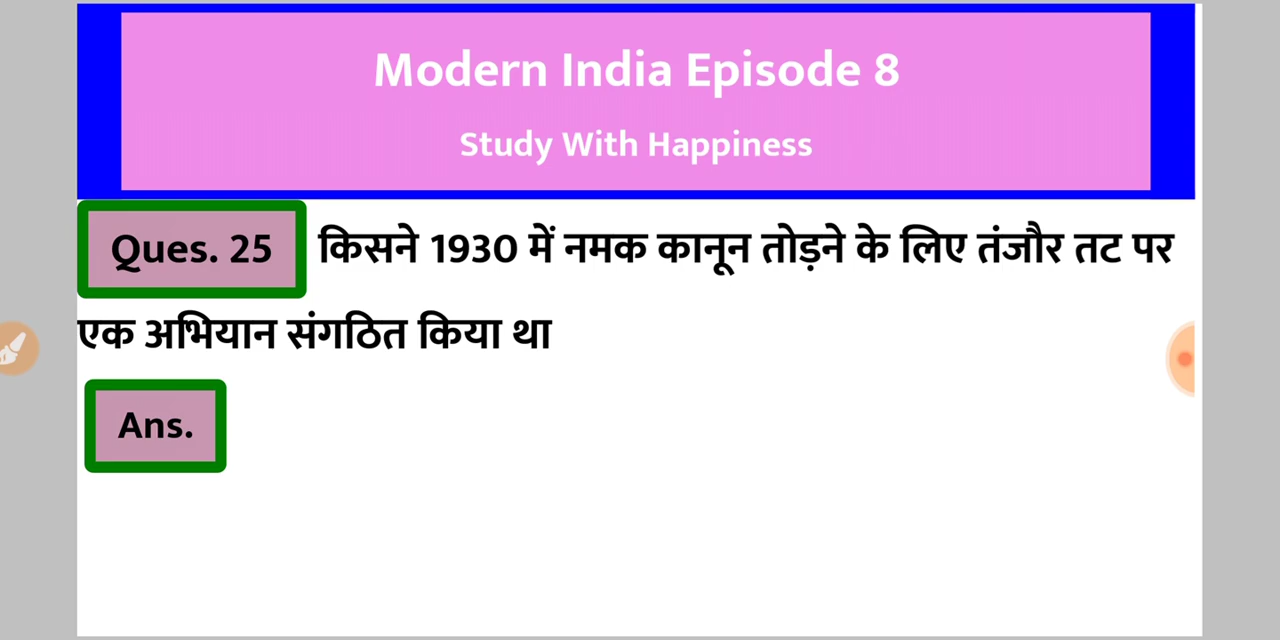 Modern India Episode 8
Study With Happiness
Ques. 25 किसने 1930 में नमक कानून तोड़ने के लिए तंजौर तट पर
एक अभियान संगठित किया था
Ans.